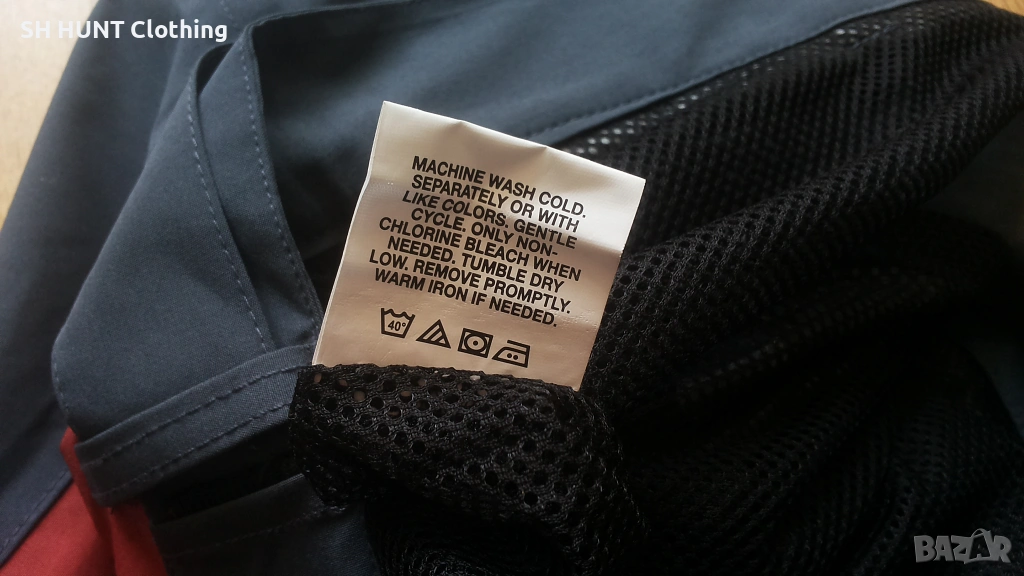 SH HUNT Clothing
MACHINE WASH COLD.
SEPARATELY OR WITH
LIKE COLORS, GENTLE
CYCLE. ONLY NON-
CHLORINE BLEACH WHEN
NEEDED. TUMBLE DRY
LOW. REMOVE PROMPTLY.
WARM IRON IF NEEDED.
40°
BAZAR